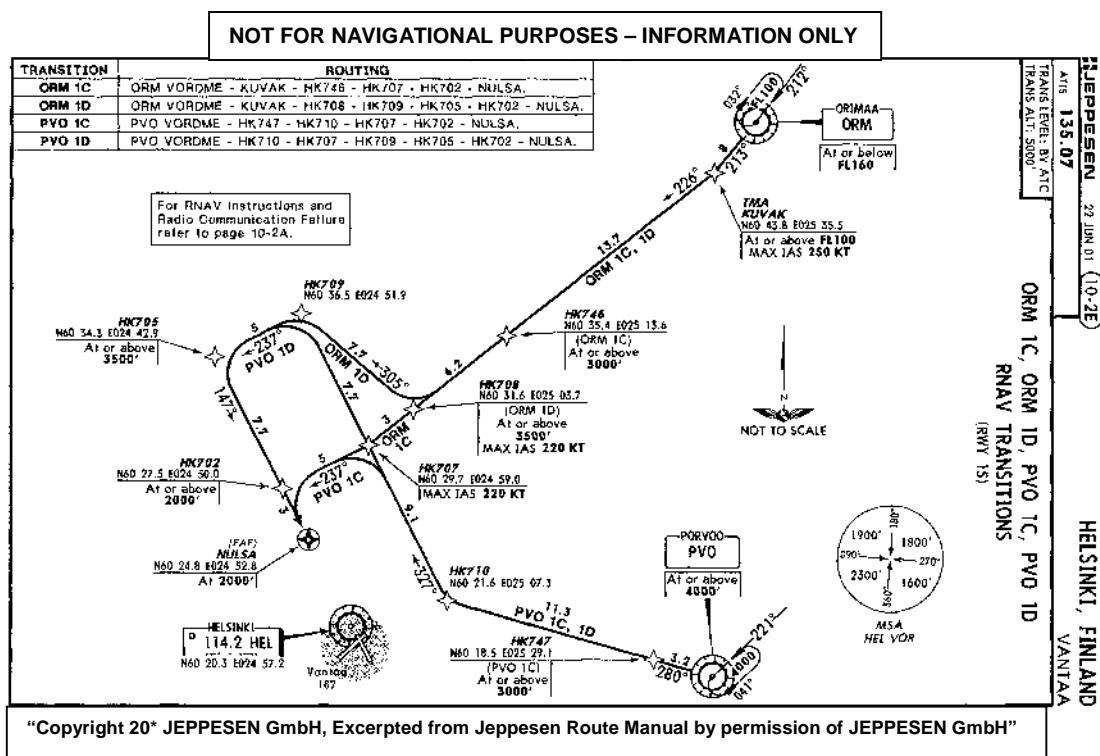 NOT FOR NAVIGATIONAL PURPOSES – INFORMATION ONLY
TRANSITION ROUTING
ORM 1C ORM VORDME - KUVAK - HK746 - HK707 - HK702 - NULSA.
ORM 1D ORM VORDME - KUVAK - HK708 - HK709 - HK705 - HK702 - NULSA.
PVO 1C PVO VORDME - HK747 - HK710 - HK707 - HK702 - NULSA.
PVO 1D PVO VORDME - HK710 - HK707 - HK709 - HK705 - HK702 - NULSA.
For RNAV Instructions and
Radio Communication Failure
refer to page 10-2A.
JEPPESEN 22 JUN 01 (10-2E)
ATIS 135.07
TRANS LEVEL: BY ATC
TRANS ALT: 5000'
HELSINKI, FINLAND
VANTAA
ORM 1C, ORM 1D, PVO 1C, PVO 1D
RNAV TRANSITIONS
(RWY 15)
032°
FL100
212°
ORIMAA
ORM
At or below
FL160
8
213°
TMA
KUVAK
N60 43.8 E025 35.5
At or above FL100
MAX IAS 250 KT
226°
13.7
ORM 1C, 1D
HK746
N60 35.4 E025 13.6
(ORM 1C)
At or above
3000'
6.2
HK709
N60 36.5 E024 51.9
HK705
N60 34.3 E024 42.9
At or above
3500'
5
237°
PVO 1D
7.7
305°
ORM 1D
HK708
N60 31.6 E025 03.7
(ORM 1D)
At or above
3500'
MAX IAS 220 KT
3
ORM
1C
147°
7.7
HK707
N60 29.7 E024 59.0
MAX IAS 220 KT
5
237°
PVO 1C
HK702
N60 27.5 E024 50.0
At or above
2000'
3
(FAF)
NULSA
N60 24.8 E024 52.8
At 2000'
9.1
327°
HK710
N60 21.6 E025 07.3
11.3
PVO 1C, 1D
HK747
N60 18.5 E025 29.1
(PVO 1C)
At or above
3000'
280°
PORVOO
PVO
At or above
4000'
221°
4000
041°
HELSINKI
D 114.2 HEL
N60 20.3 E024 57.2
Vantaa
167
N
NOT TO SCALE
1900'
180°
1800'
090°
270°
2300'
360°
1600'
MSA
HEL VOR
“Copyright 20* JEPPESEN GmbH, Excerpted from Jeppesen Route Manual by permission of JEPPESEN GmbH”